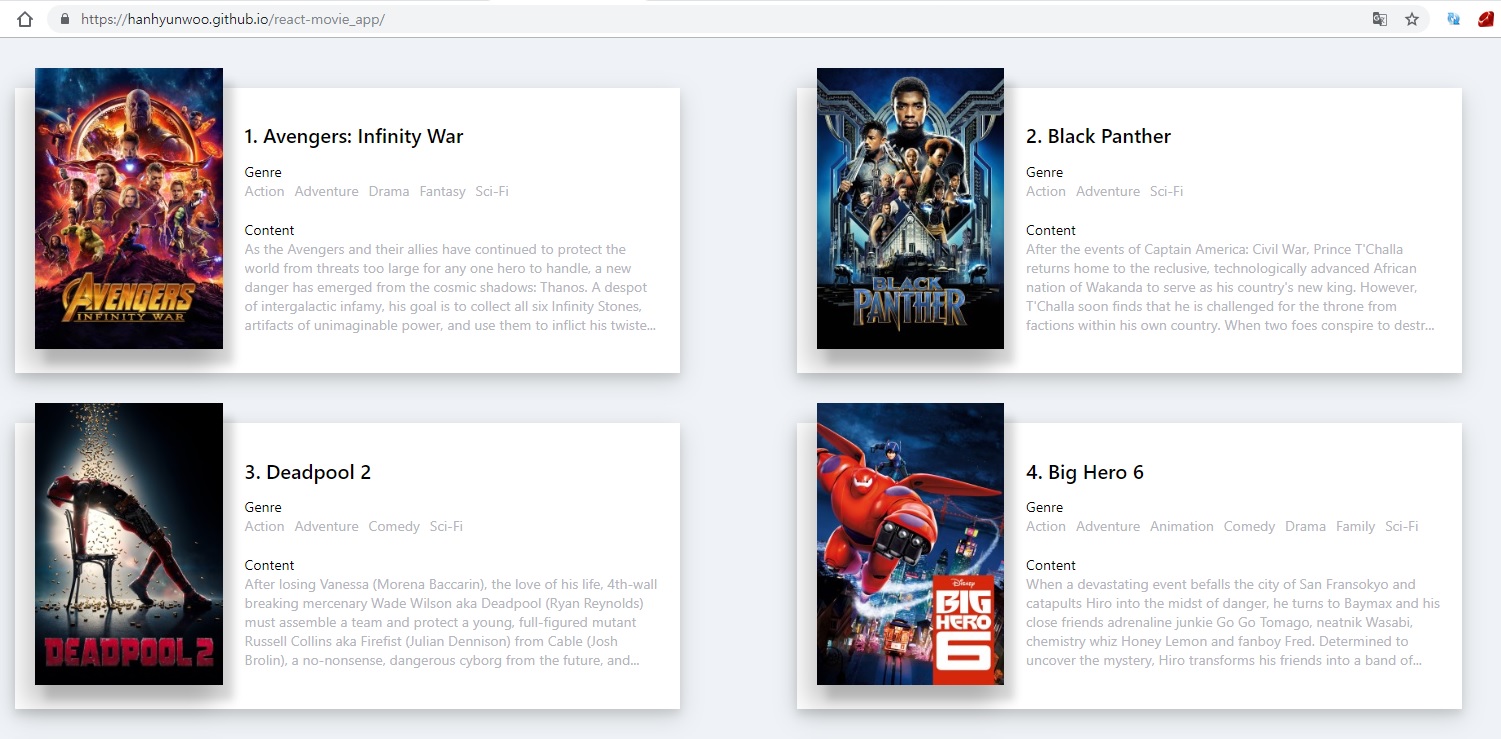 https://hanhyunwoo.github.io/react-movie_app/
AVENGERS
INFINITY WAR
1. Avengers: Infinity War
Genre
Action Adventure Drama Fantasy Sci-Fi
Content
As the Avengers and their allies have continued to protect the
world from threats too large for any one hero to handle, a new
danger has emerged from the cosmic shadows: Thanos. A despot
of intergalactic infamy, his goal is to collect all six Infinity Stones,
artifacts of unimaginable power, and use them to inflict his twiste...
BLACK
PANTHER
2. Black Panther
Genre
Action Adventure Sci-Fi
Content
After the events of Captain America: Civil War, Prince T'Challa
returns home to the reclusive, technologically advanced African
nation of Wakanda to serve as his country's new king. However,
T'Challa soon finds that he is challenged for the throne from
factions within his own country. When two foes conspire to destr...
DEADPOOL 2
3. Deadpool 2
Genre
Action Adventure Comedy Sci-Fi
Content
After losing Vanessa (Morena Baccarin), the love of his life, 4th-wall
breaking mercenary Wade Wilson aka Deadpool (Ryan Reynolds)
must assemble a team and protect a young, full-figured mutant
Russell Collins aka Firefist (Julian Dennison) from Cable (Josh
Brolin), a no-nonsense, dangerous cyborg from the future, and...
Disney
BIG
HERO
6
4. Big Hero 6
Genre
Action Adventure Animation Comedy Drama Family Sci-Fi
Content
When a devastating event befalls the city of San Fransokyo and
catapults Hiro into the midst of danger, he turns to Baymax and his
close friends adrenaline junkie Go Go Tomago, neatnik Wasabi,
chemistry whiz Honey Lemon and fanboy Fred. Determined to
uncover the mystery, Hiro transforms his friends into a band of...